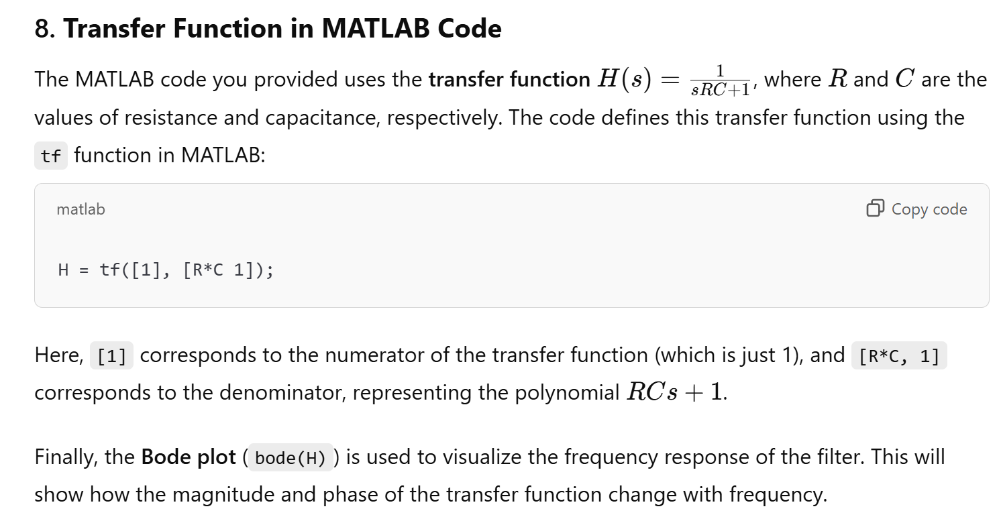 8. Transfer Function in MATLAB Code
The MATLAB code you provided uses the transfer function H(s) = 1/(sRC+1), where R and C are the
values of resistance and capacitance, respectively. The code defines this transfer function using the
tf function in MATLAB:
matlab Copy code
H = tf([1], [R*C 1]);
Here, [1] corresponds to the numerator of the transfer function (which is just 1), and [R*C, 1]
corresponds to the denominator, representing the polynomial RCs + 1.
Finally, the Bode plot (bode(H)) is used to visualize the frequency response of the filter. This will
show how the magnitude and phase of the transfer function change with frequency.